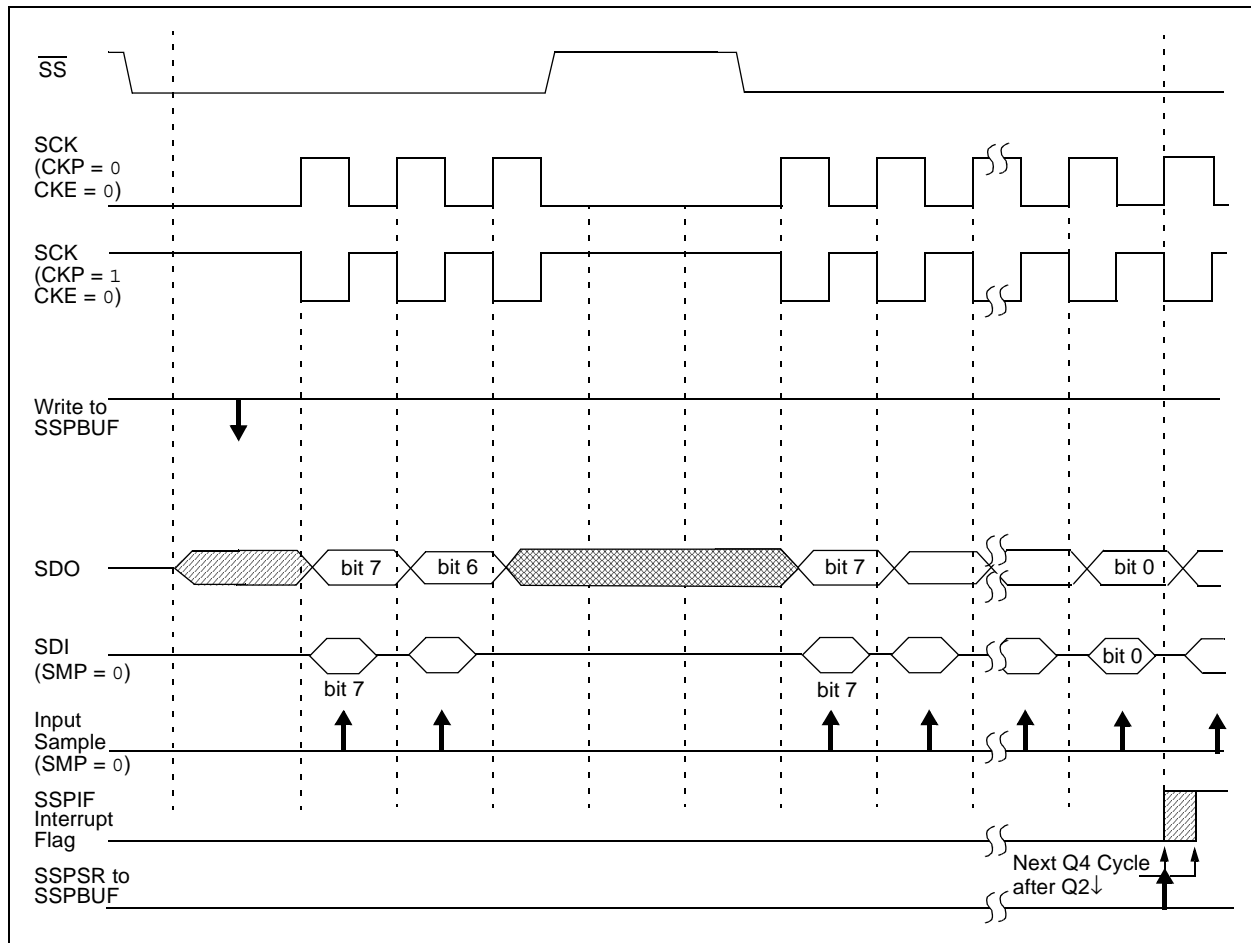 SS
SCK
(CKP = 0
CKE = 0)
SCK
(CKP = 1
CKE = 0)
Write to
SSPBUF
SDO
bit 7
bit 6
bit 7
bit 0
SDI
(SMP = 0)
bit 7
bit 7
bit 0
Input
Sample
(SMP = 0)
SSPIF
Interrupt
Flag
SSPSR to
SSPBUF
Next Q4 Cycle
after Q2↓